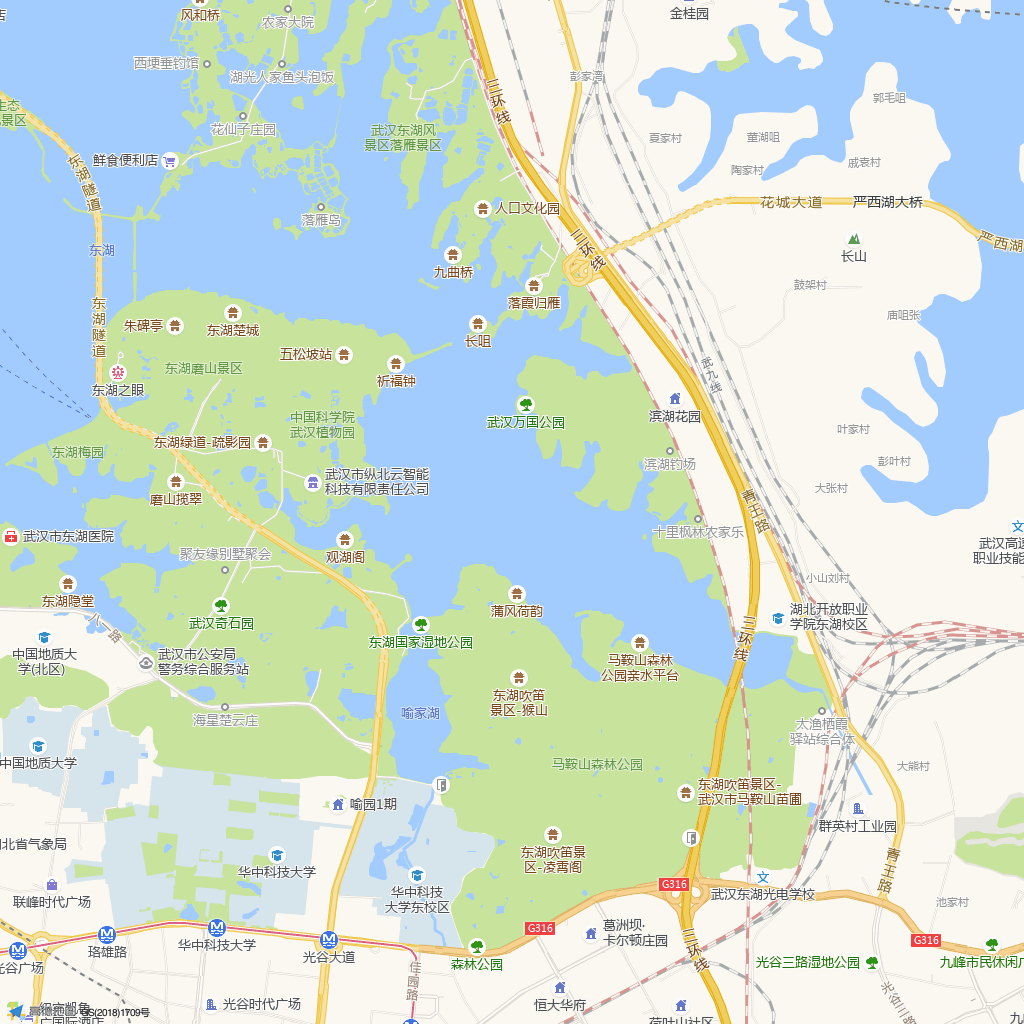 店
风和桥
农家大院
金桂园
西埂垂钓馆
湖光人家鱼头泡饭
彭家湾
三环线
郭毛咀
生态
景区
花仙子庄园
武汉东湖风
景区落雁景区
夏家村
董湖咀
鲜食便利店
陶家村
戚袁村
东湖隧道
落雁岛
人口文化园
花城大道
严西湖大桥
严西湖
东湖
三环线
九曲桥
长山
鼓架村
落霞归雁
东湖隧道
朱碑亭
东湖楚城
长咀
庙咀张
五松坡站
东湖磨山景区
祈福钟
武九线
东湖之眼
中国科学院
武汉植物园
武汉万国公园
滨湖花园
叶家村
东湖绿道-疏影园
东湖梅园
滨湖钓场
彭叶村
武汉市纵北云智能
科技有限责任公司
大张村
磨山揽翠
青王路
武汉市东湖医院
聚友缘别墅聚会
观湖阁
十里枫林农家乐
武汉高速
职业技能
小山刘村
东湖隐堂
八一路
武汉奇石园
蒲风荷韵
湖北开放职业
学院东湖校区
东湖国家湿地公园
三环线
中国地质大
学(北区)
武汉市公安局
警务综合服务站
马鞍山森林
公园亲水平台
东湖吹笛
景区-猴山
海星楚云庄
喻家湖
大渔栖霞
驿站综合体
中国地质大学
马鞍山森林公园
大熊村
东湖吹笛景区-
武汉市马鞍山苗圃
喻园1期
群英村工业园
北省气象局
东湖吹笛景
区-凌霄阁
华中科技大学
青王路
联峰时代广场
华中科技
大学东校区
G316
武汉东湖光电学校
池家村
珞雄路
华中科技大学
光谷大道
G316
葛洲坝·
卡尔顿庄园
G316
光谷广场
森林公园
三环线
光谷三路湿地公园
九峰市民休闲广
佳园路
光谷三路
恒大华府
光谷时代广场
荷叶山社区
九
高德地图 GS(2018)1709号